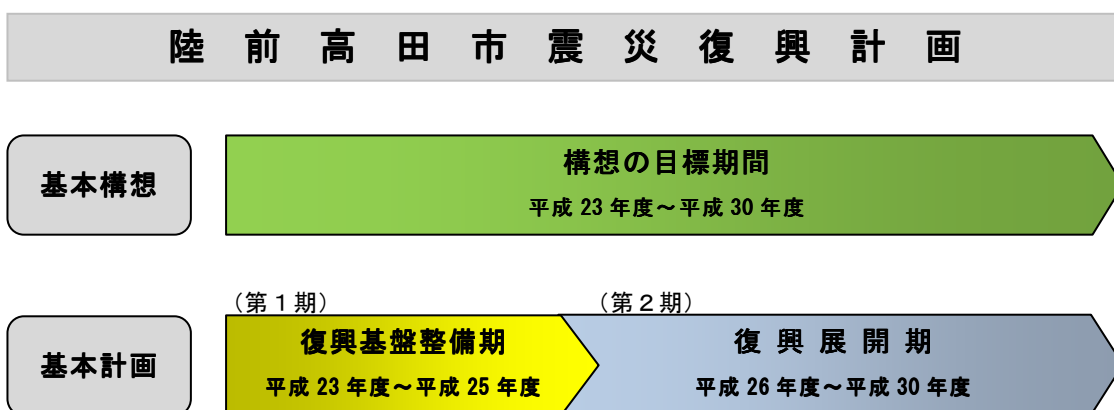 陸前高田市震災復興計画
基本構想
構想の目標期間
平成 23 年度～平成 30 年度
（第１期）
（第２期）
基本計画
復興基盤整備期
平成 23 年度～平成 25 年度
復興展開期
平成 26 年度～平成 30 年度